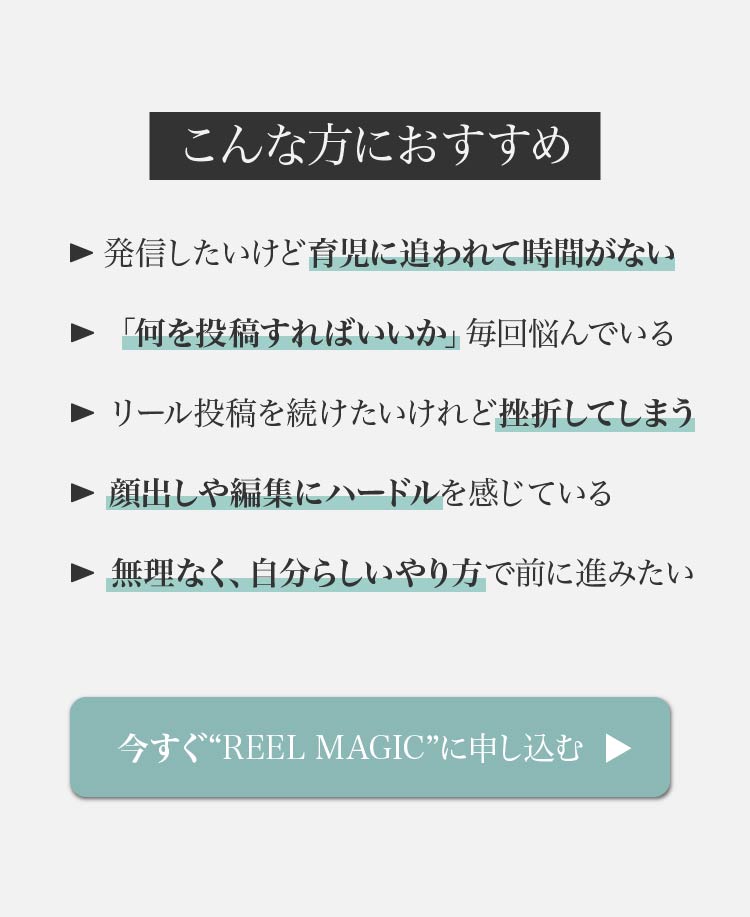 こんな方におすすめ
▶ 発信したいけど育児に追われて時間がない
▶ 「何を投稿すればいいか」毎回悩んでいる
▶ リール投稿を続けたいけれど挫折してしまう
▶ 顔出しや編集にハードルを感じている
▶ 無理なく、自分らしいやり方で前に進みたい
今すぐ“REEL MAGIC”に申し込む ▶